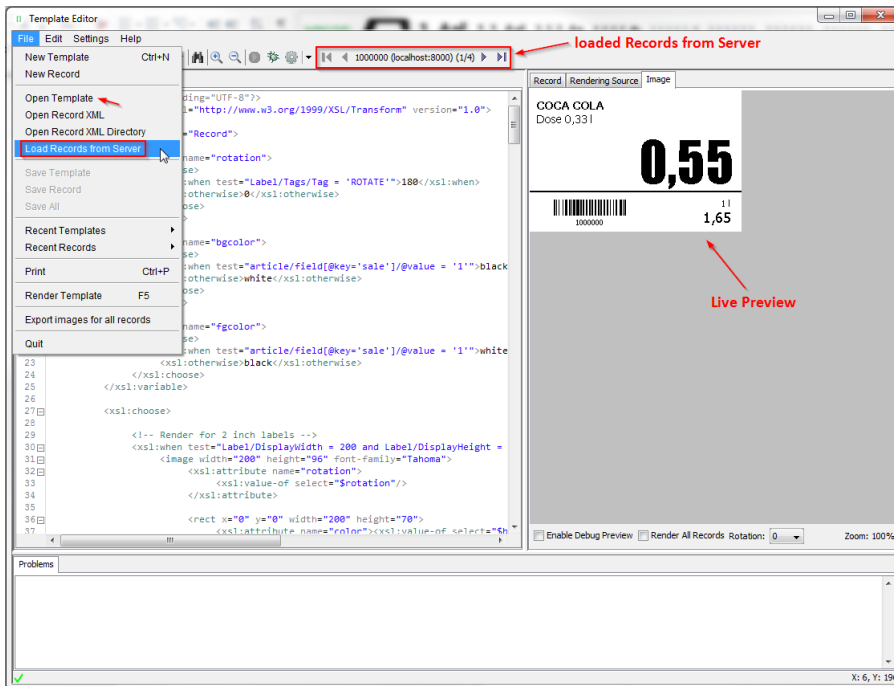 Template Editor
File Edit Settings Help
New Template Ctrl+N
New Record
Open Template
Open Record XML
Open Record XML Directory
Load Records from Server
Save Template
Save Record
Save All
Recent Templates
Recent Records
Print Ctrl+P
Render Template F5
Export images for all records
Quit
1000000 (localhost:8000) (1/4)
loaded Records from Server
ding="UTF-8"?>
="http://www.w3.org/1999/XSL/Transform" version="1.0">
="Record">
name="rotation">
se>
:when test="Label/Tags/Tag = 'ROTATE'">180</xsl:when>
:otherwise>0</xsl:otherwise>
ose>
>
name="bgcolor">
se>
:when test="article/field[@key='sale']/@value = '1'">black
:otherwise>white</xsl:otherwise>
ose>
>
name="fgcolor">
se>
:when test="article/field[@key='sale']/@value = '1'">white
23 <xsl:otherwise>black</xsl:otherwise>
24 </xsl:choose>
25 </xsl:variable>
26
27 <xsl:choose>
28
29 <!-- Render for 2 inch labels -->
30 <xsl:when test="Label/DisplayWidth = 200 and Label/DisplayHeight =
31 <image width="200" height="96" font-family="Tahoma">
32 <xsl:attribute name="rotation">
33 <xsl:value-of select="$rotation"/>
34 </xsl:attribute>
35
36 <rect x="0" y="0" width="200" height="70">
37 <xsl:attribute name="color"><xsl:value-of select="$b
Record Rendering Source Image
COCA COLA
Dose 0,33 l
0,55
1 l
1000000 1,65
Live Preview
Enable Debug Preview Render All Records Rotation: 0 Zoom: 100%
Problems
X: 6, Y: 19